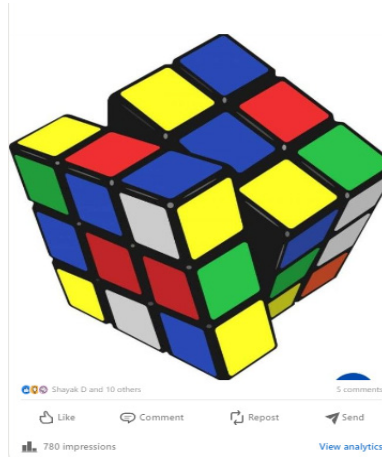 Shayak D and 10 others 5 comments
Like Comment Repost Send
780 impressions View analytics